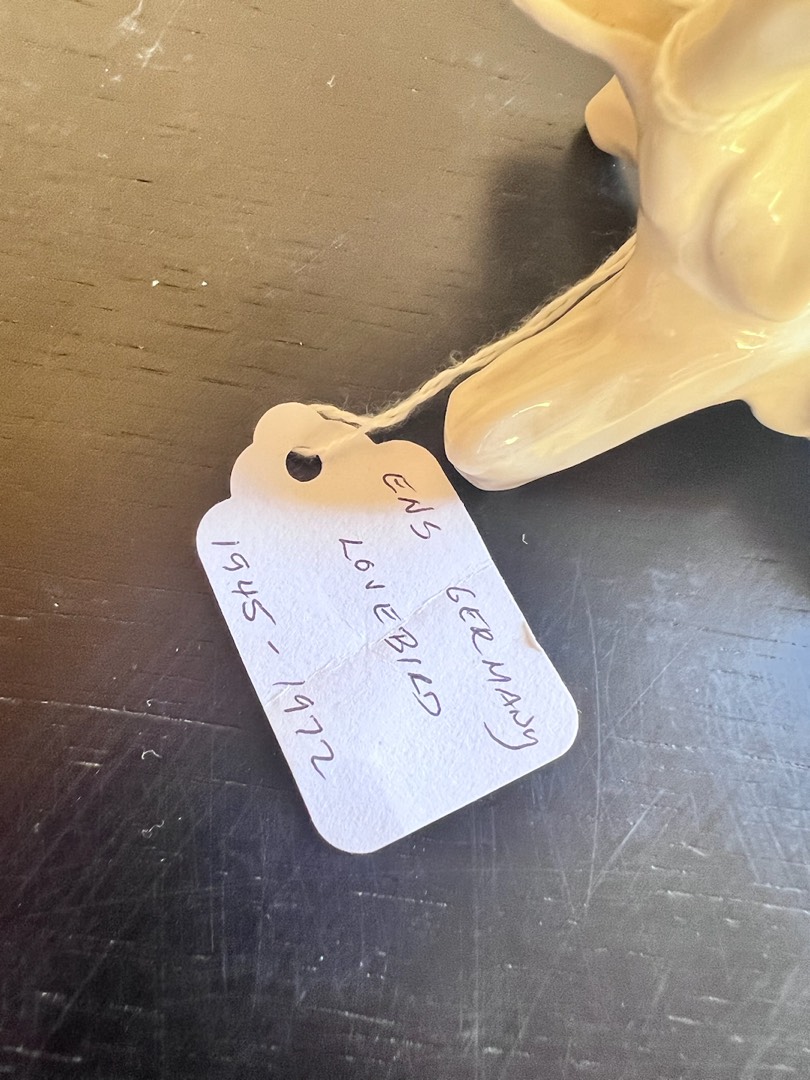 ENS GERMANY
LOVEBIRD
1945 - 1972